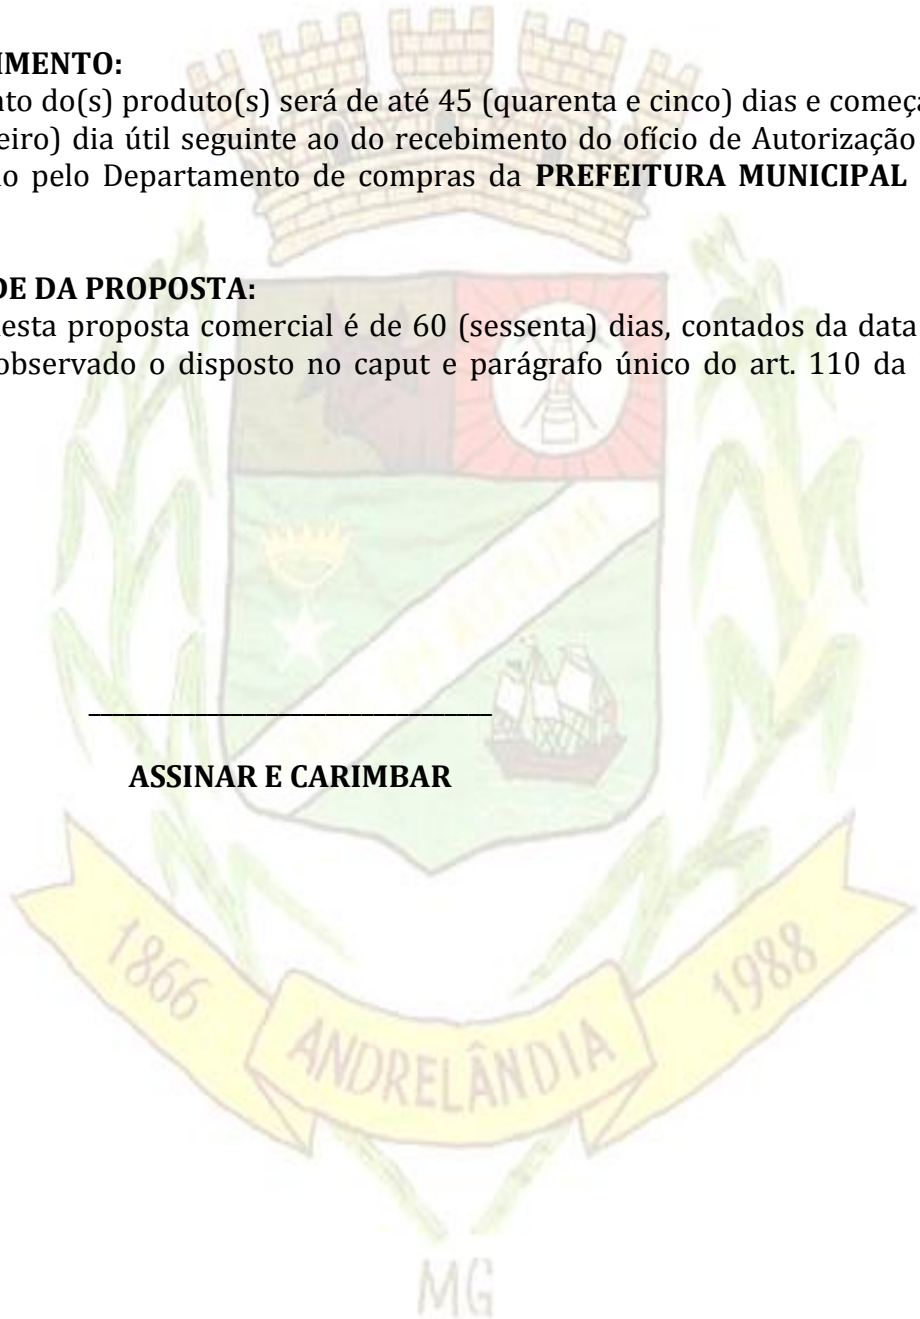 IMENTO:
nto do(s) produto(s) será de até 45 (quarenta e cinco) dias e começa
eiro) dia útil seguinte ao do recebimento do ofício de Autorização
o pelo Departamento de compras da PREFEITURA MUNICIPAL
DE DA PROPOSTA:
esta proposta comercial é de 60 (sessenta) dias, contados da data
observado o disposto no caput e parágrafo único do art. 110 da
__________________________________
ASSINAR E CARIMBAR
1866
1988
ANDRELÂNDIA
MG